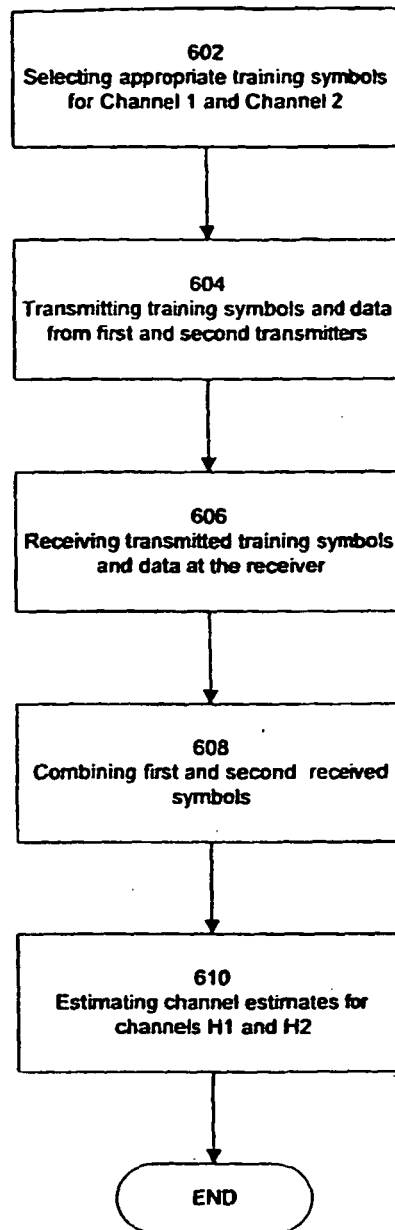 602
Selecting appropriate training symbols
for Channel 1 and Channel 2
604
Transmitting training symbols and data
from first and second transmitters
606
Receiving transmitted training symbols
and data at the receiver
608
Combining first and second received
symbols
610
Estimating channel estimates for
channels H1 and H2
END